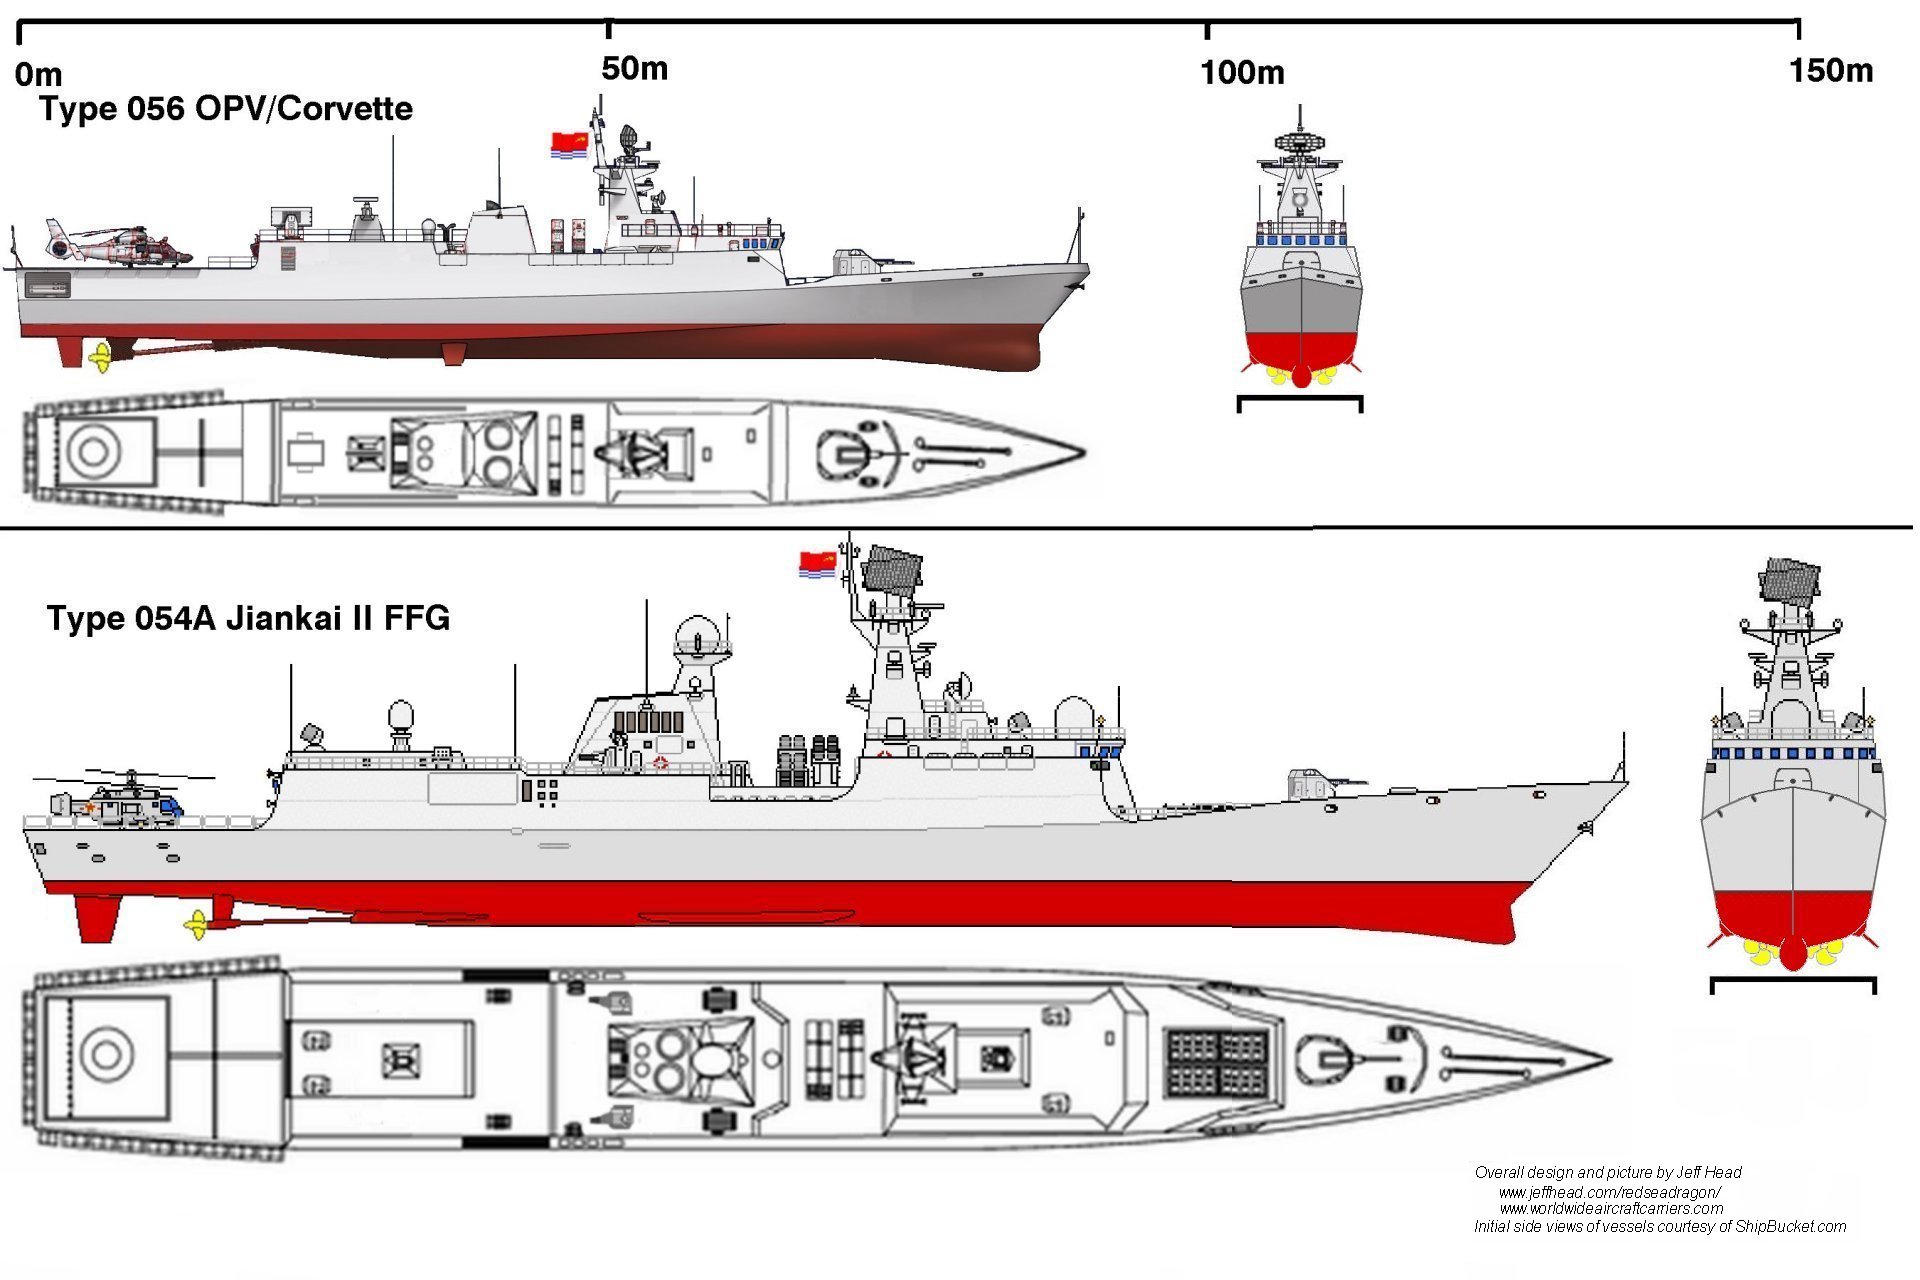 0m
50m
100m
150m
Type 056 OPV/Corvette
Type 054A Jiankai II FFG
Overall design and picture by Jeff Head
www.jeffhead.com/redseadragon/
www.worldwideaircraftcarriers.com
Initial side views of vessels courtesy of ShipBucket.com